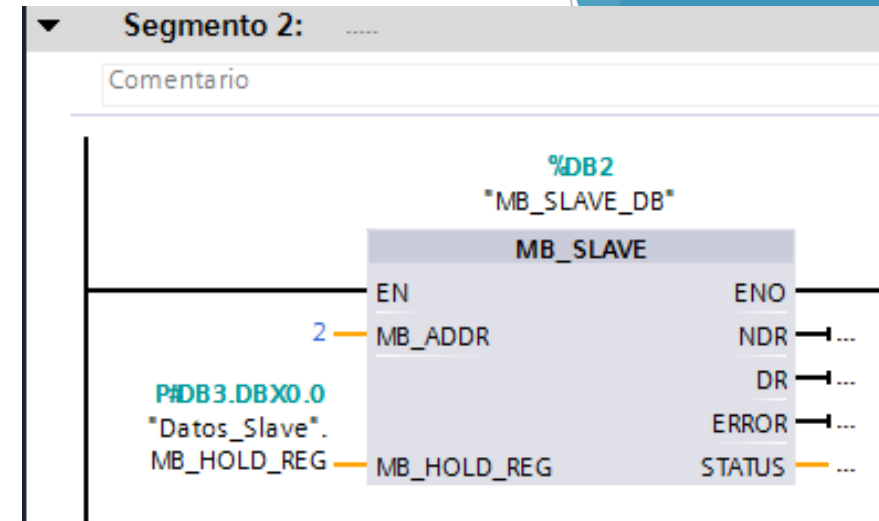 Segmento 2: .....
Comentario
%DB2
"MB_SLAVE_DB"
MB_SLAVE
EN ENO
2 MB_ADDR NDR ...
P#DB3.DBX0.0 DR ...
"Datos_Slave". ERROR ...
MB_HOLD_REG MB_HOLD_REG STATUS ...